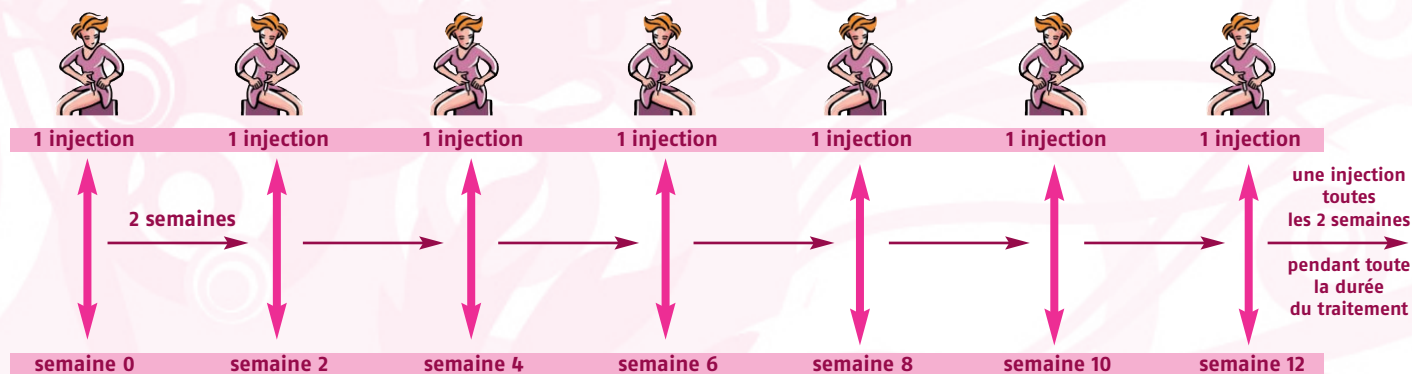 1 injection 1 injection 1 injection 1 injection 1 injection 1 injection 1 injection
2 semaines
une injection
toutes
les 2 semaines
pendant toute
la durée
du traitement
semaine 0 semaine 2 semaine 4 semaine 6 semaine 8 semaine 10 semaine 12